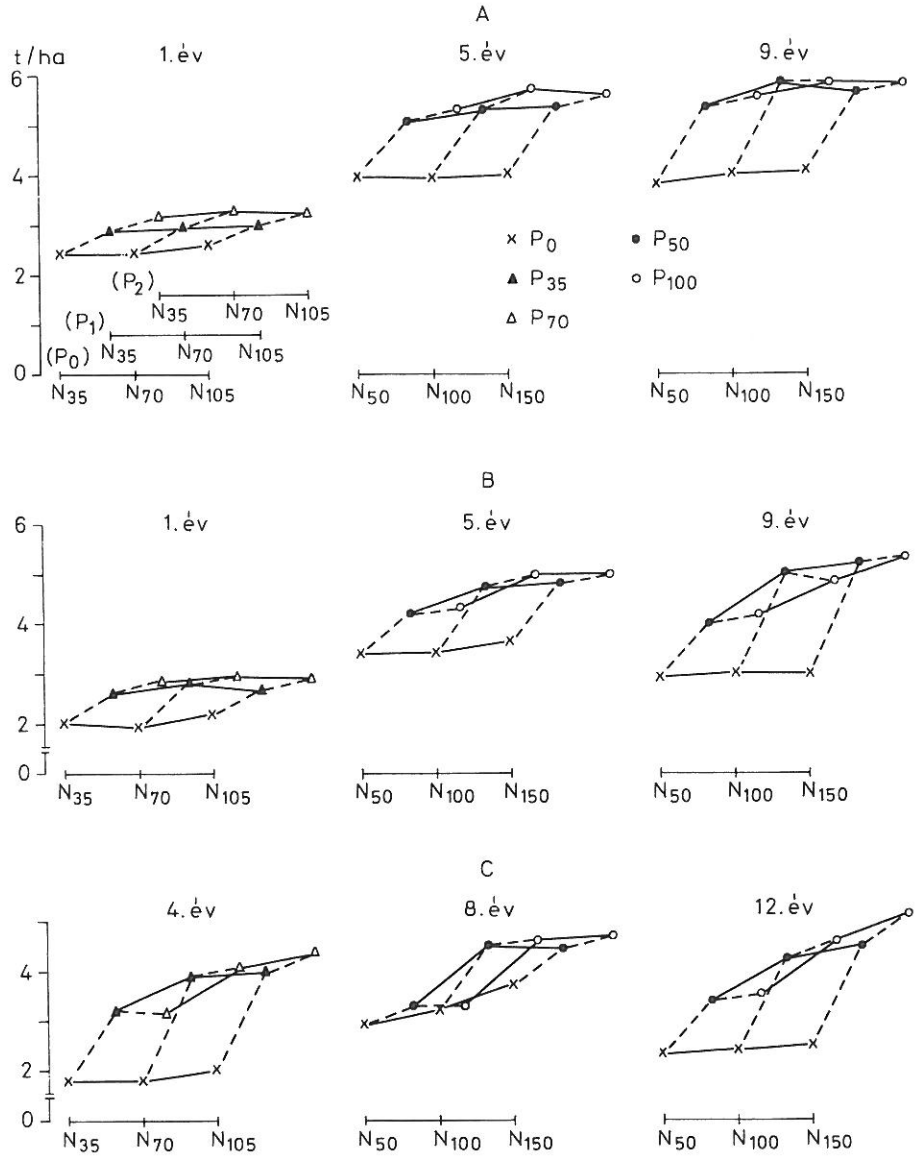 A
t/ha 1. év 5. év 9. év
6
4
2
0
x P₀ ● P₅₀
▲ P₃₅ ○ P₁₀₀
△ P₇₀
(P₂)
N₃₅ N₇₀ N₁₀₅
(P₁)
N₃₅ N₇₀ N₁₀₅
(P₀)
N₃₅ N₇₀ N₁₀₅ N₅₀ N₁₀₀ N₁₅₀ N₅₀ N₁₀₀ N₁₅₀
B
1. év 5. év 9. év
6
4
2
0
N₃₅ N₇₀ N₁₀₅ N₅₀ N₁₀₀ N₁₅₀ N₅₀ N₁₀₀ N₁₅₀
C
4. év 8. év 12. év
4
2
0
N₃₅ N₇₀ N₁₀₅ N₅₀ N₁₀₀ N₁₅₀ N₅₀ N₁₀₀ N₁₅₀